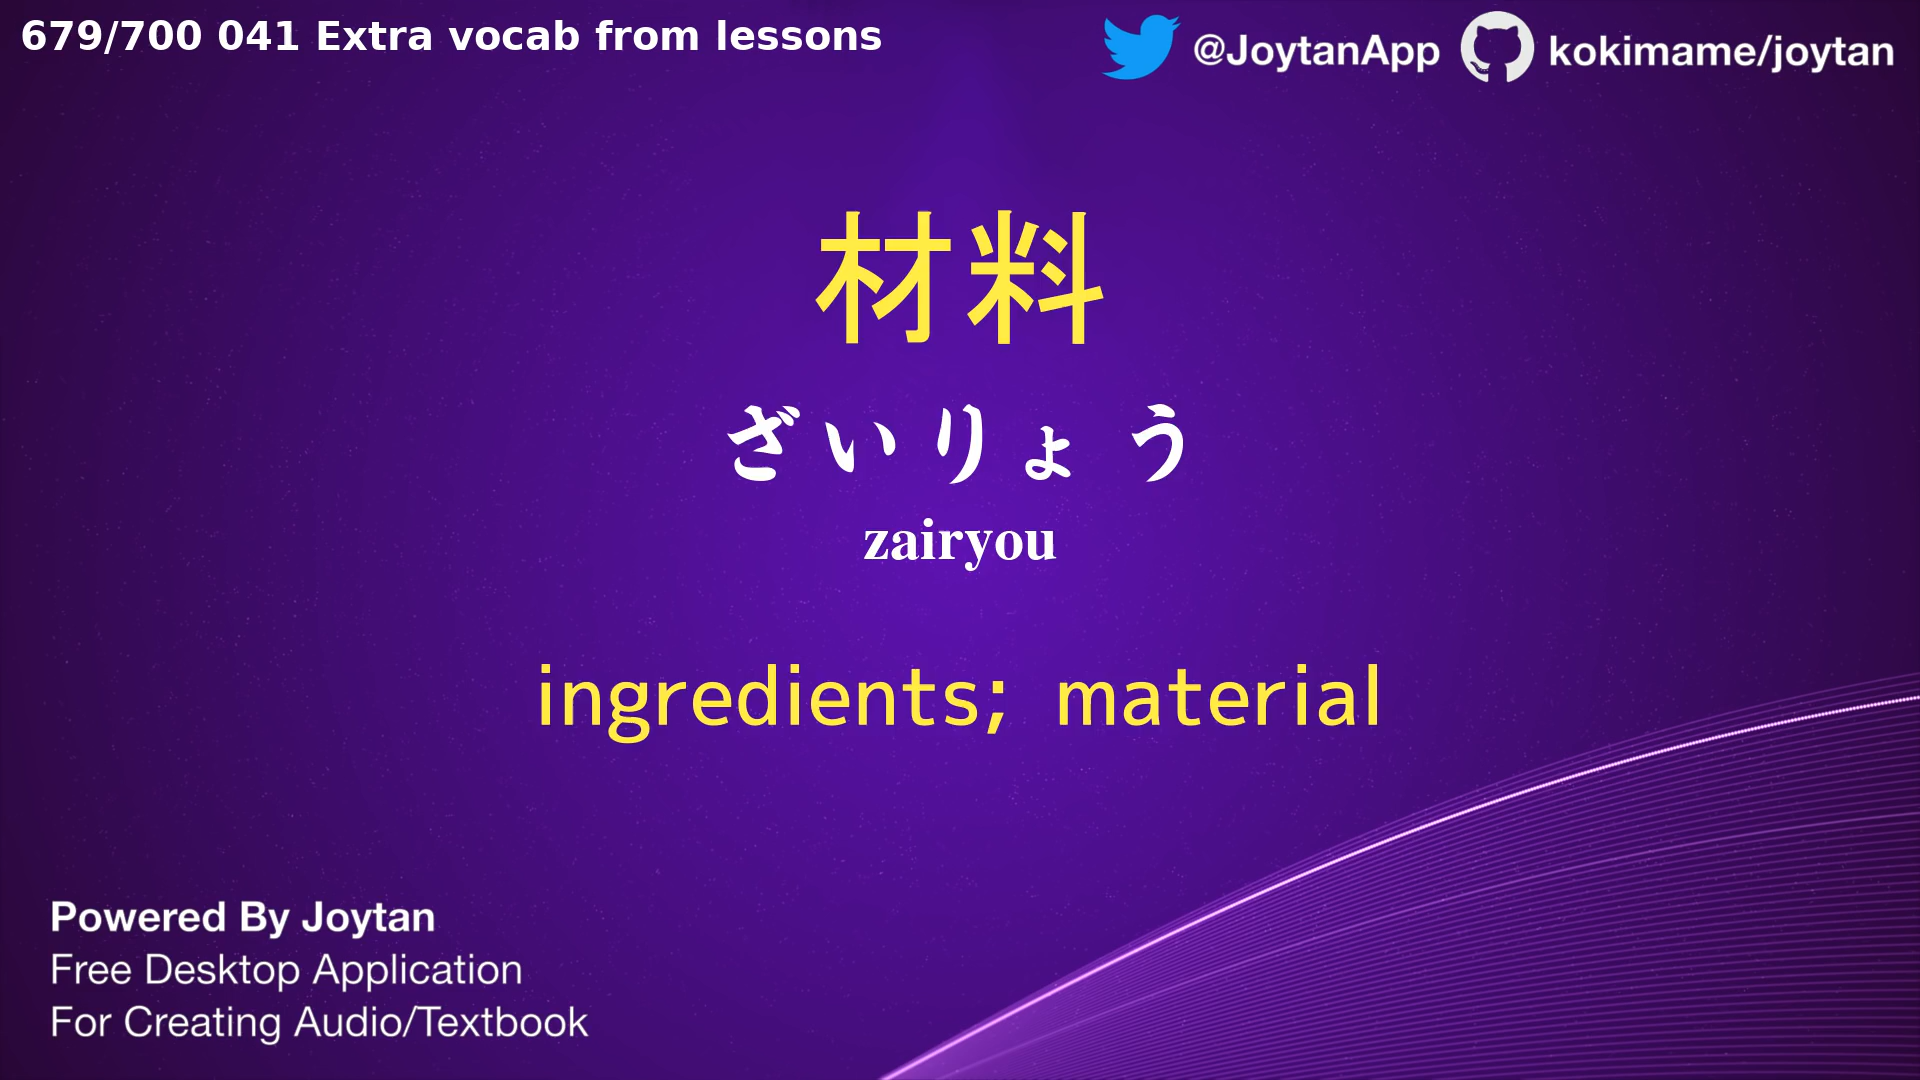 679/700 041 Extra vocab from lessons
@JoytanApp kokimame/joytan
材料
ざいりょう
zairyou
ingredients; material
Powered By Joytan
Free Desktop Application
For Creating Audio/Textbook